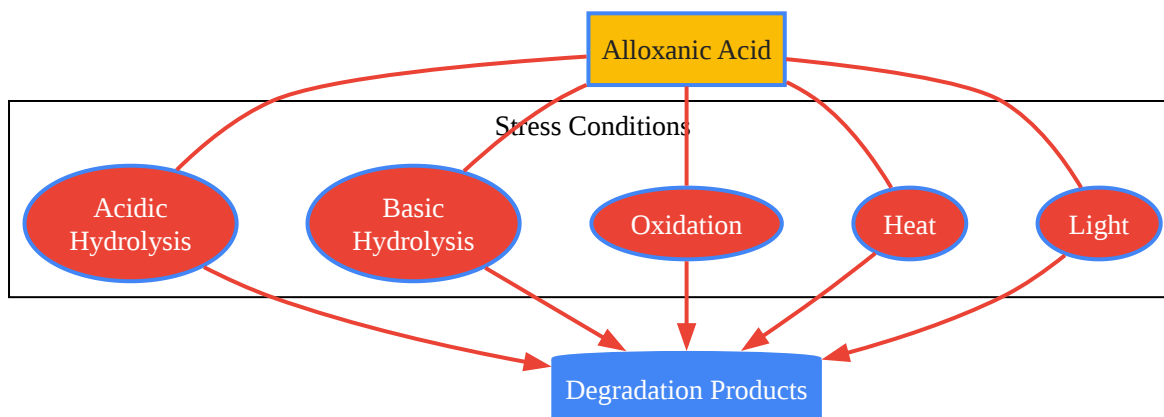 Alloxanic Acid
Stress Conditions
Acidic
Hydrolysis
Basic
Hydrolysis
Oxidation
Heat
Light
Degradation Products